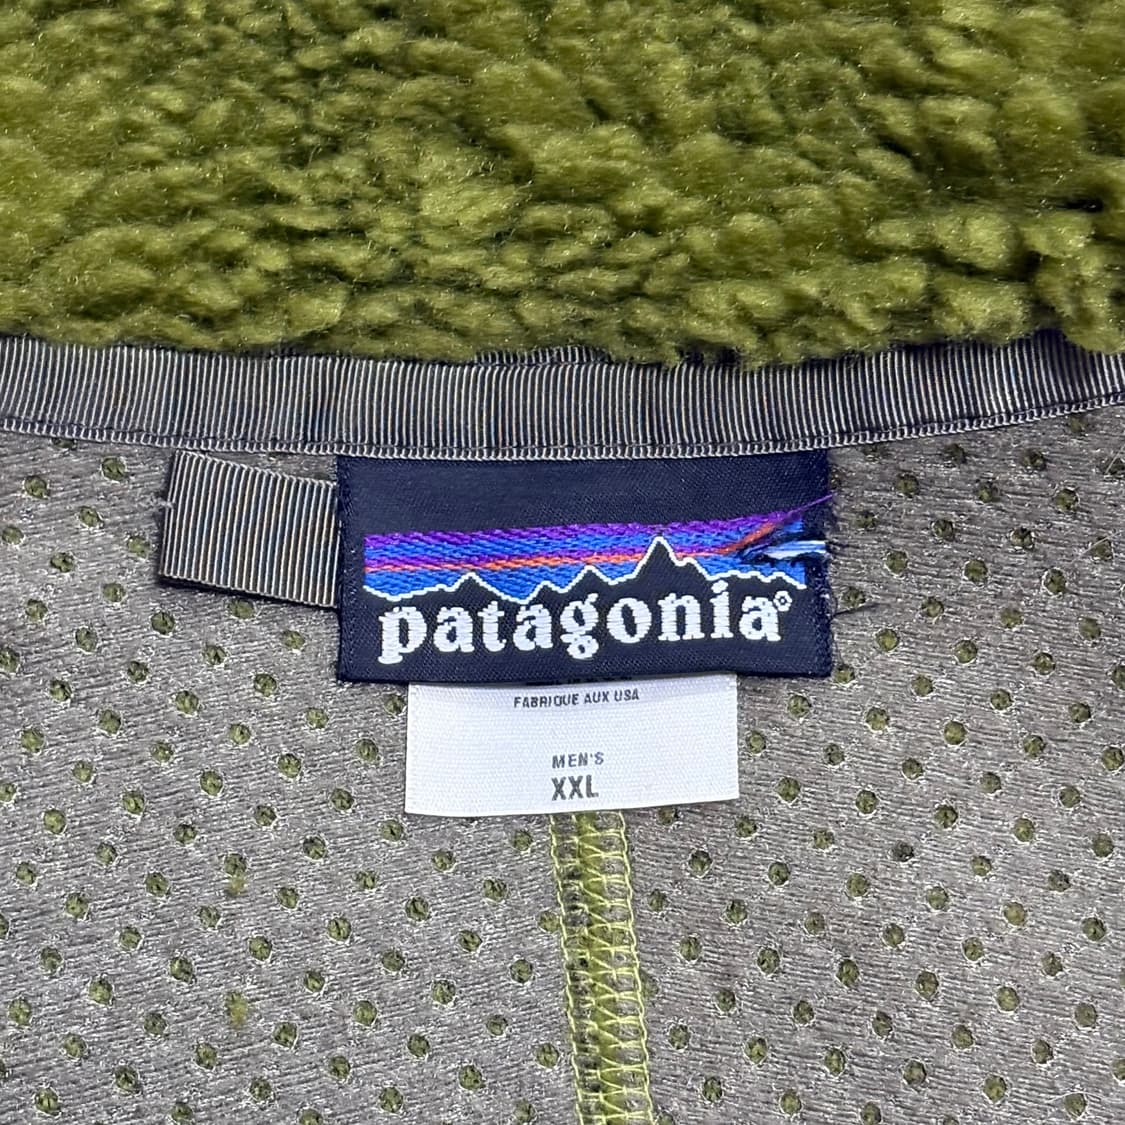 patagonia®
FABRIQUE AUX USA
MEN'S
XXL